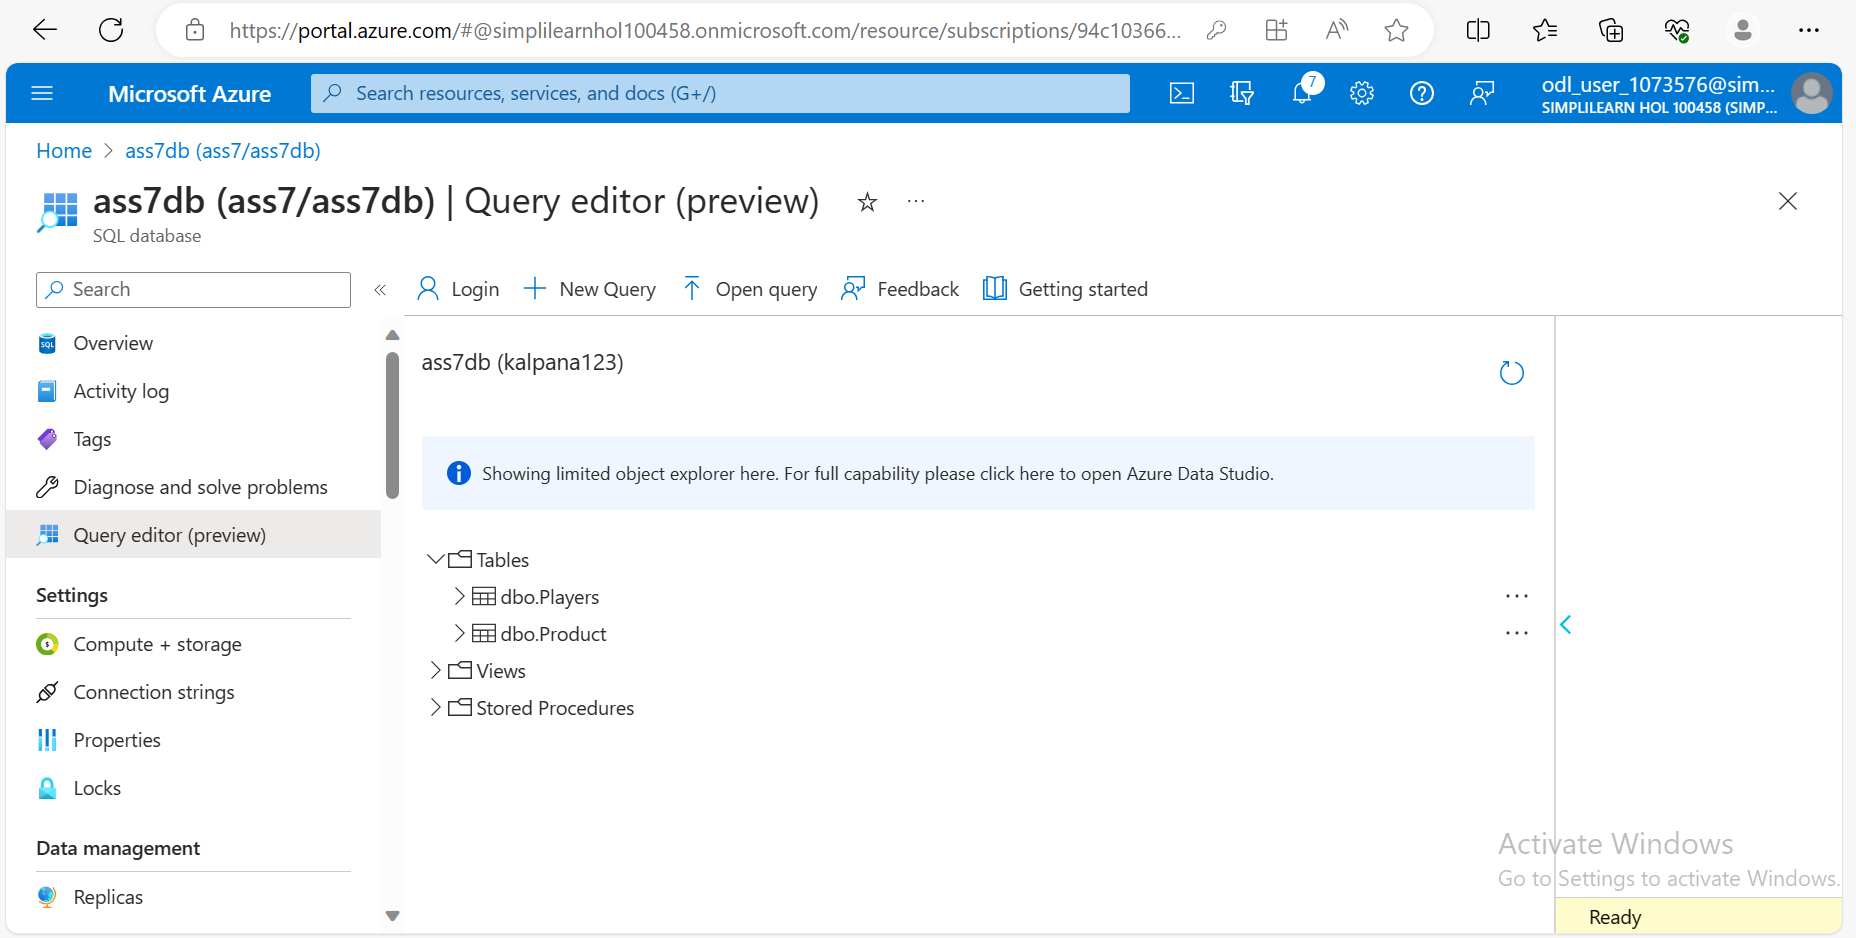 https://portal.azure.com/#@simplilearnhol100458.onmicrosoft.com/resource/subscriptions/94c10366...
Microsoft Azure
Search resources, services, and docs (G+/)
7
odl_user_1073576@sim...
SIMPLILEARN HOL 100458 (SIMP...
Home > ass7db (ass7/ass7db)
ass7db (ass7/ass7db) | Query editor (preview)
SQL database
Search
Login
New Query
Open query
Feedback
Getting started
Overview
Activity log
Tags
Diagnose and solve problems
Query editor (preview)
Settings
Compute + storage
Connection strings
Properties
Locks
Data management
Replicas
ass7db (kalpana123)
Showing limited object explorer here. For full capability please click here to open Azure Data Studio.
Tables
dbo.Players
dbo.Product
Views
Stored Procedures
Activate Windows
Go to Settings to activate Windows.
Ready